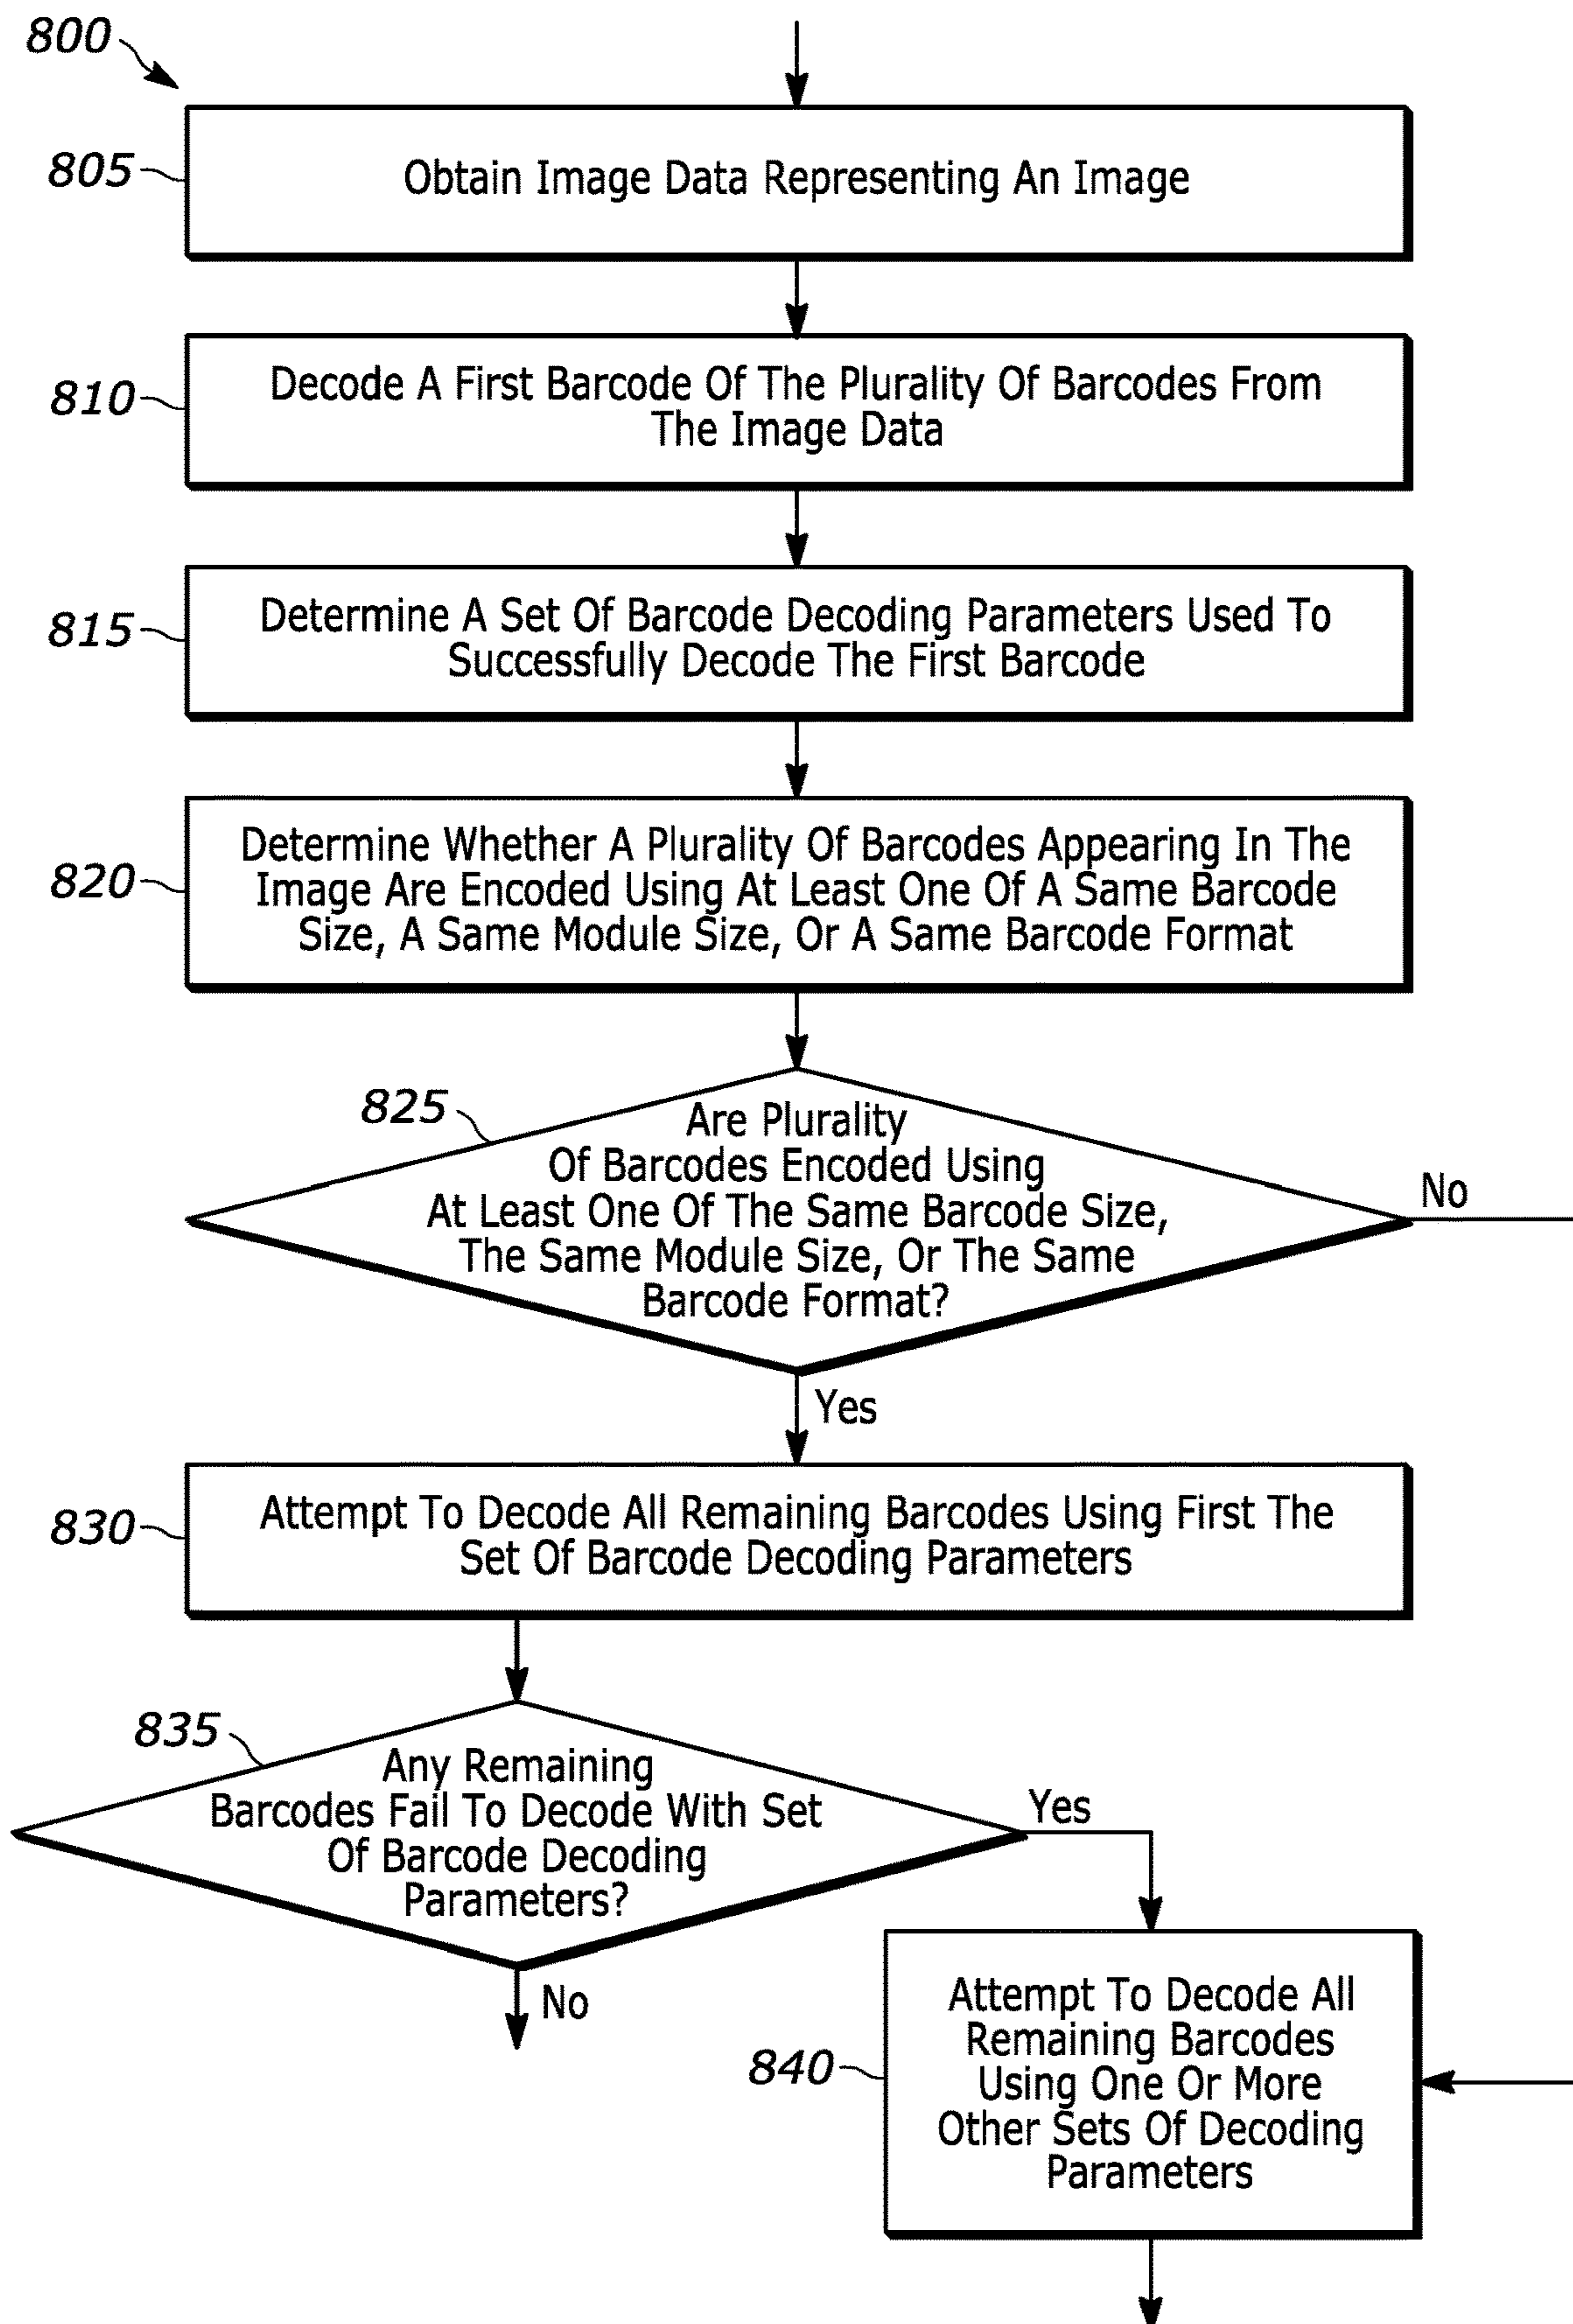 800
805
Obtain Image Data Representing An Image
810
Decode A First Barcode Of The Plurality Of Barcodes From
The Image Data
815
Determine A Set Of Barcode Decoding Parameters Used To
Successfully Decode The First Barcode
820
Determine Whether A Plurality Of Barcodes Appearing In The
Image Are Encoded Using At Least One Of A Same Barcode
Size, A Same Module Size, Or A Same Barcode Format
825
Are Plurality
Of Barcodes Encoded Using
At Least One Of The Same Barcode Size,
The Same Module Size, Or The Same
Barcode Format?
No
Yes
830
Attempt To Decode All Remaining Barcodes Using First The
Set Of Barcode Decoding Parameters
835
Any Remaining
Barcodes Fail To Decode With Set
Of Barcode Decoding
Parameters?
Yes
No
840
Attempt To Decode All
Remaining Barcodes
Using One Or More
Other Sets Of Decoding
Parameters